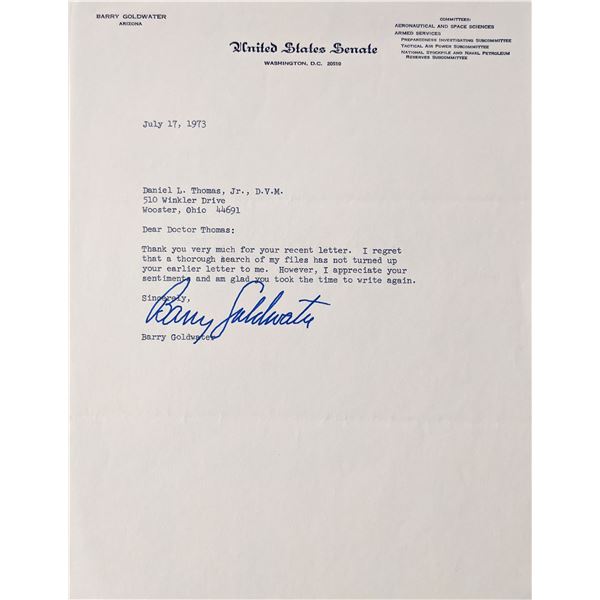 BARRY GOLDWATER
ARIZONA
COMMITTEES:
AERONAUTICAL AND SPACE SCIENCES
ARMED SERVICES
PREPAREDNESS INVESTIGATING SUBCOMMITTEE
TACTICAL AIR POWER SUBCOMMITTEE
NATIONAL STOCKPILE AND NAVAL PETROLEUM
RESERVES SUBCOMMITTEE
United States Senate
WASHINGTON, D.C. 20510
July 17, 1973
Daniel L. Thomas, Jr., D.V.M.
510 Winkler Drive
Wooster, Ohio 44691
Dear Doctor Thomas:
Thank you very much for your recent letter. I regret
that a thorough search of my files has not turned up
your earlier letter to me. However, I appreciate your
sentiments and am glad you took the time to write again.
Sincerely,
Barry Goldwater
Barry Goldwater